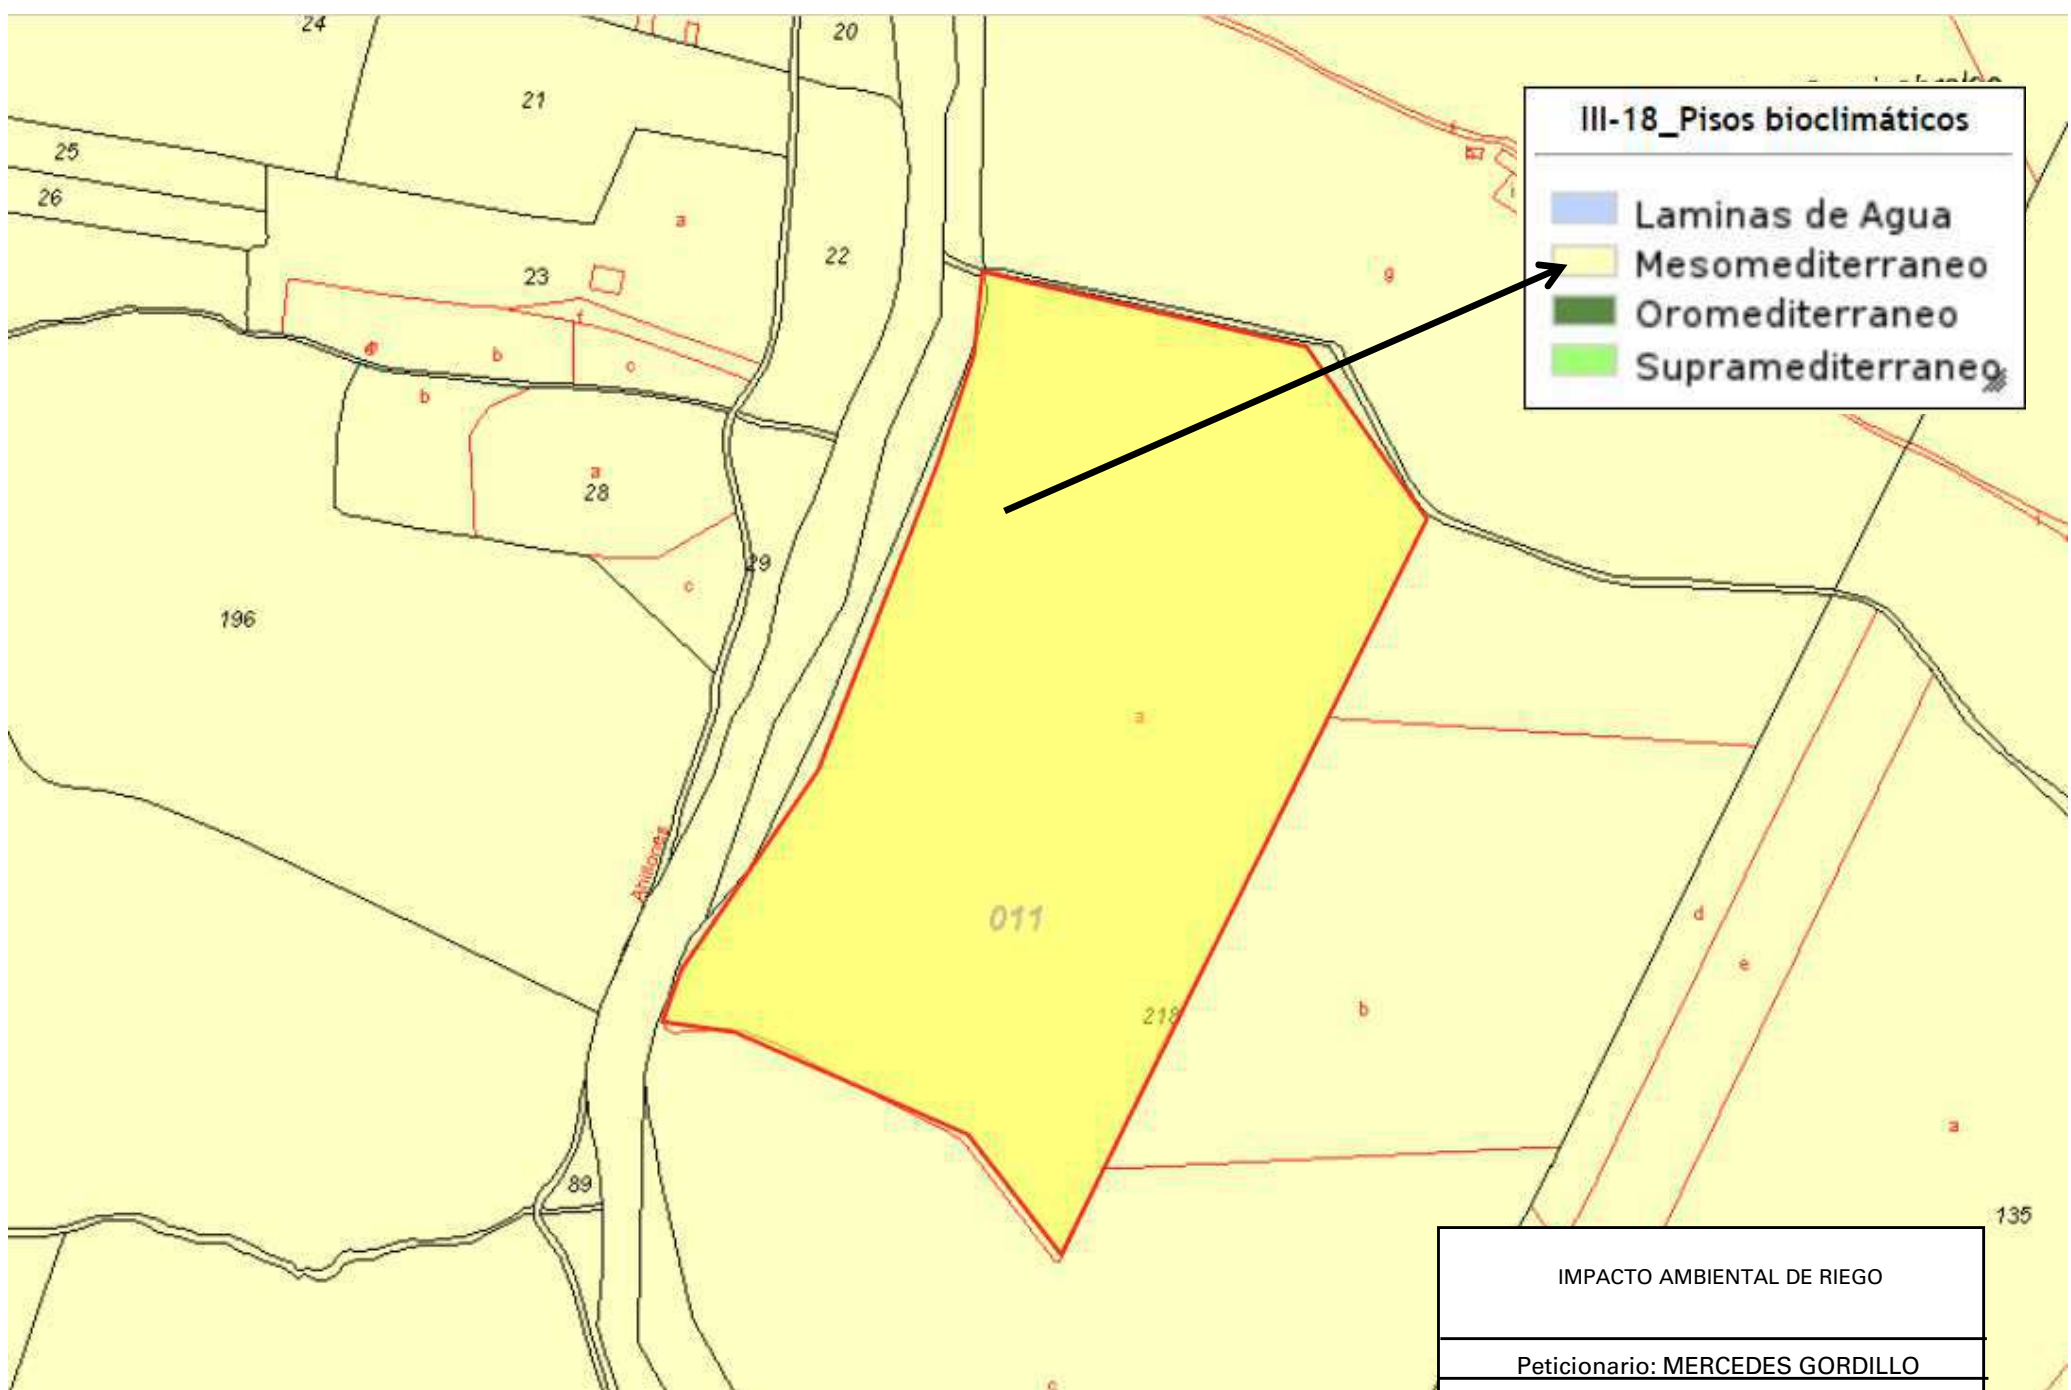 24
20
21
III-18_Pisos bioclimáticos
25
26
Laminas de Agua
a
22
Mesomediterraneo
23
g
Oromediterraneo
f
b
c
Supramediterraneo
b
a
28
29
c
196
a
Ahillones
011
d
e
218
b
a
89
135
IMPACTO AMBIENTAL DE RIEGO
Peticionario: MERCEDES GORDILLO
c